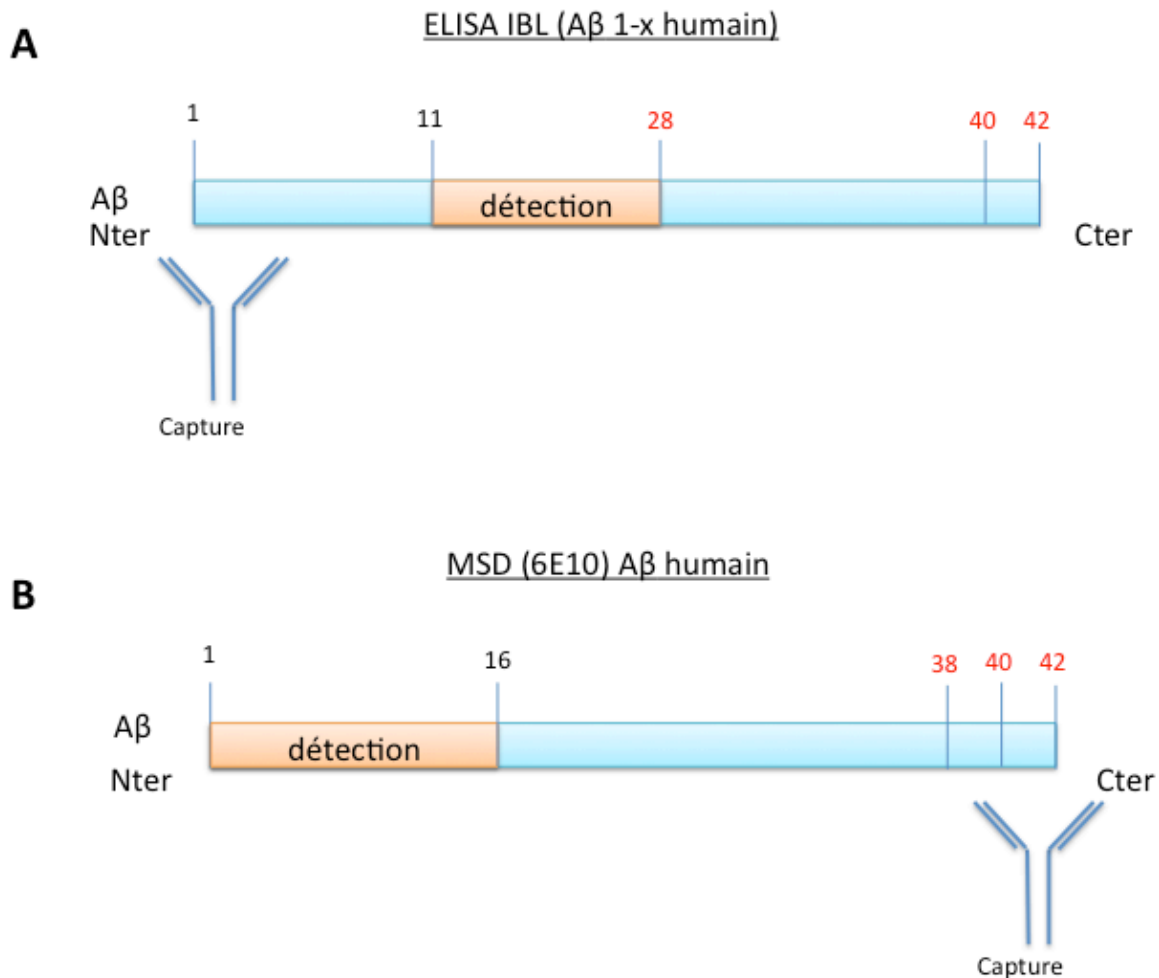 A
ELISA IBL (Aβ 1-x humain)
1 11 28 40 42
Aβ
détection
Nter
Cter
Capture
MSD (6E10) Aβ humain
B
1 16 38 40 42
Aβ
détection
Nter
Cter
Capture